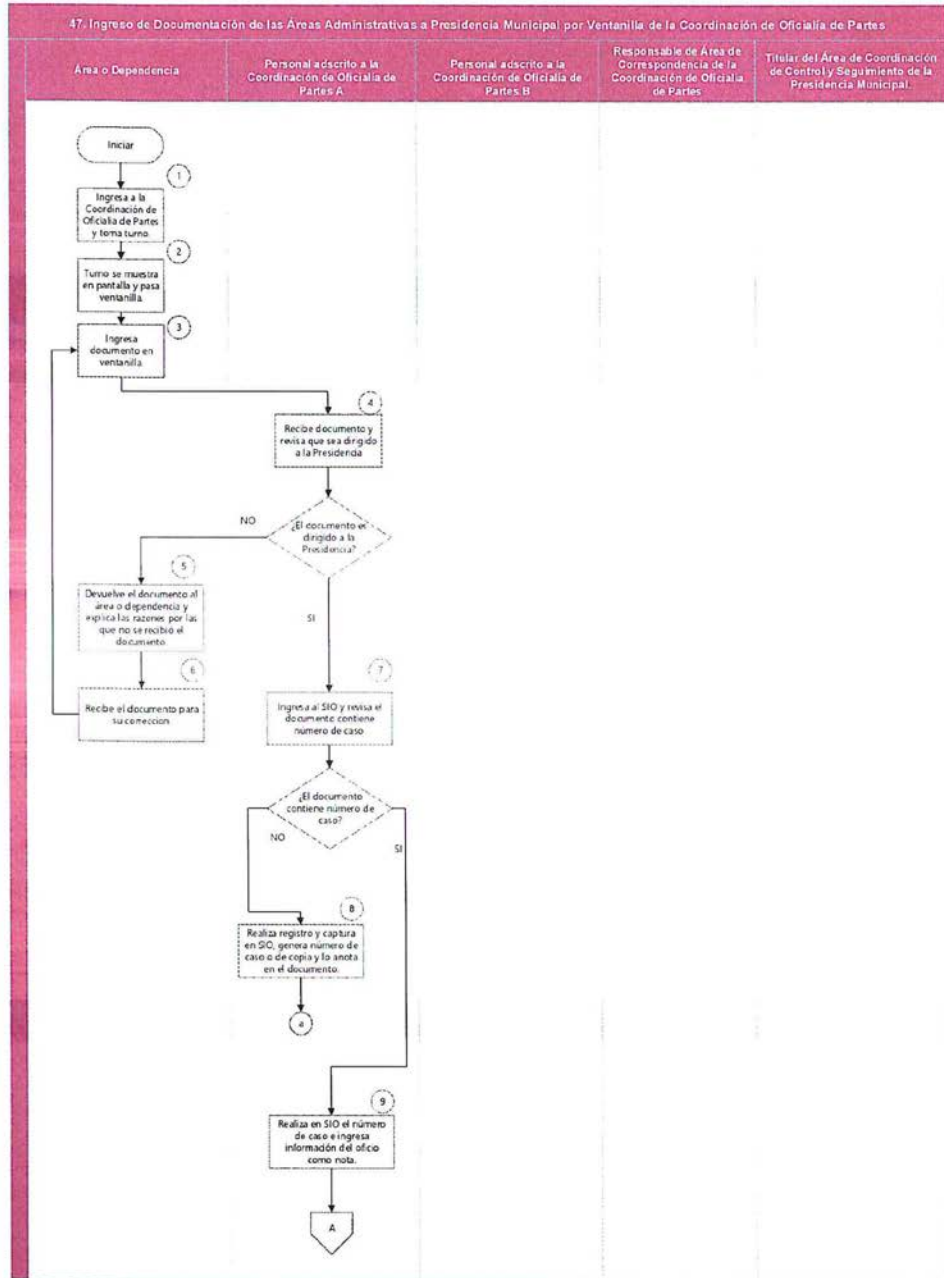 47. Ingreso de Documentación de las Áreas Administrativas a Presidencia Municipal por Ventanilla de la Coordinación de Oficialía de Partes
Área o Dependencia
Personal adscrito a la
Coordinación de Oficialía de
Partes A
Personal adscrito a la
Coordinación de Oficialía de
Partes B
Responsable de Área de
Correspondencia de la
Coordinación de Oficialía
de Partes
Titular del Área de Coordinación
de Control y Seguimiento de la
Presidencia Municipal.
Iniciar
1
Ingresa a la
Coordinación de
Oficialía de Partes
y toma turno.
2
Turno se muestra
en pantalla y pasa
ventanilla.
3
Ingresa
documento en
ventanilla.
4
Recibe documento y
revisa que sea dirigido
a la Presidencia
¿El documento es
dirigido a la
Presidencia?
NO
SI
5
Devuelve el documento al
área o dependencia y
explica las razones por las
que no se recibió el
documento.
6
Recibe el documento para
su corrección.
7
Ingresa al SIO y revisa el
documento contiene
número de caso
¿El documento
contiene número de
caso?
NO
SI
8
Realiza registro y captura
en SIO, genera número de
caso o de copia y lo anota
en el documento.
a
9
Realiza en SIO el número
de caso e ingresa
información del oficio
como nota.
A